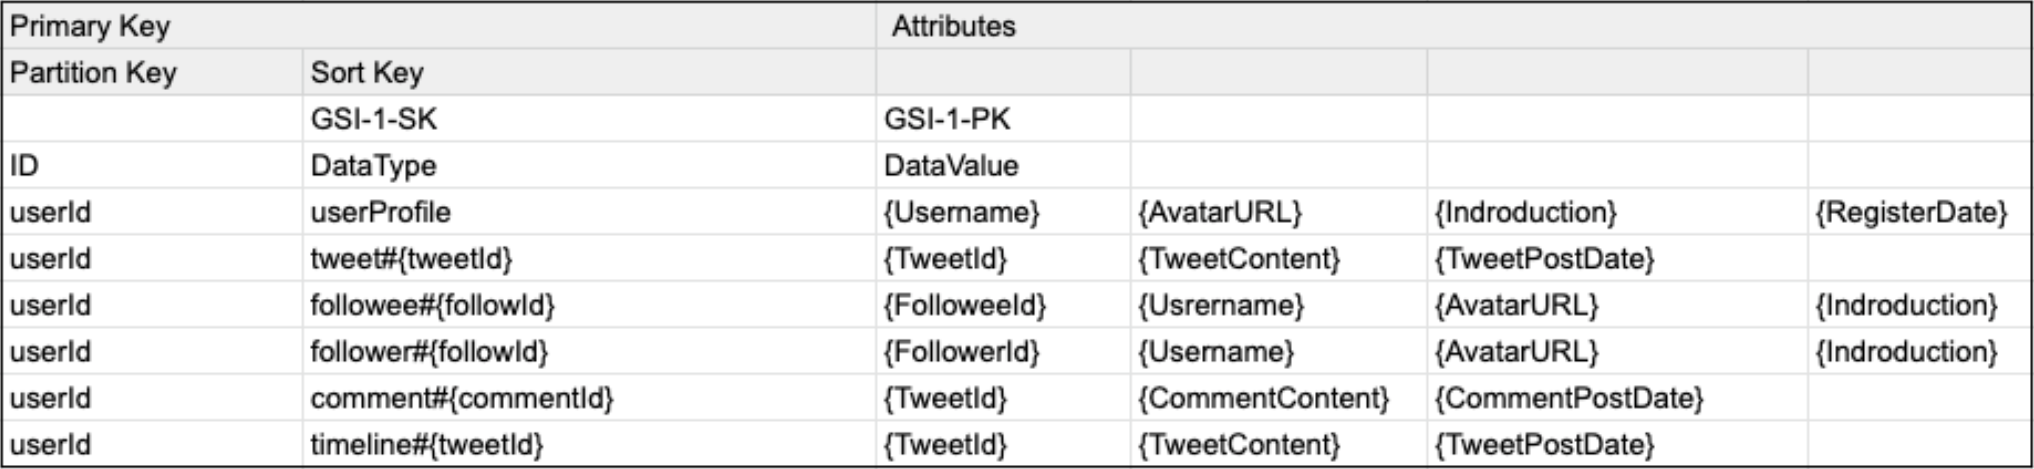 Primary Key Attributes
Partition Key Sort Key
GSI-1-SK GSI-1-PK
ID DataType DataValue
userId userProfile {Username} {AvatarURL} {Indroduction} {RegisterDate}
userId tweet#{tweetId} {TweetId} {TweetContent} {TweetPostDate}
userId followee#{followId} {FolloweeId} {Usrername} {AvatarURL} {Indroduction}
userId follower#{followId} {FollowerId} {Username} {AvatarURL} {Indroduction}
userId comment#{commentId} {TweetId} {CommentContent} {CommentPostDate}
userId timeline#{tweetId} {TweetId} {TweetContent} {TweetPostDate}